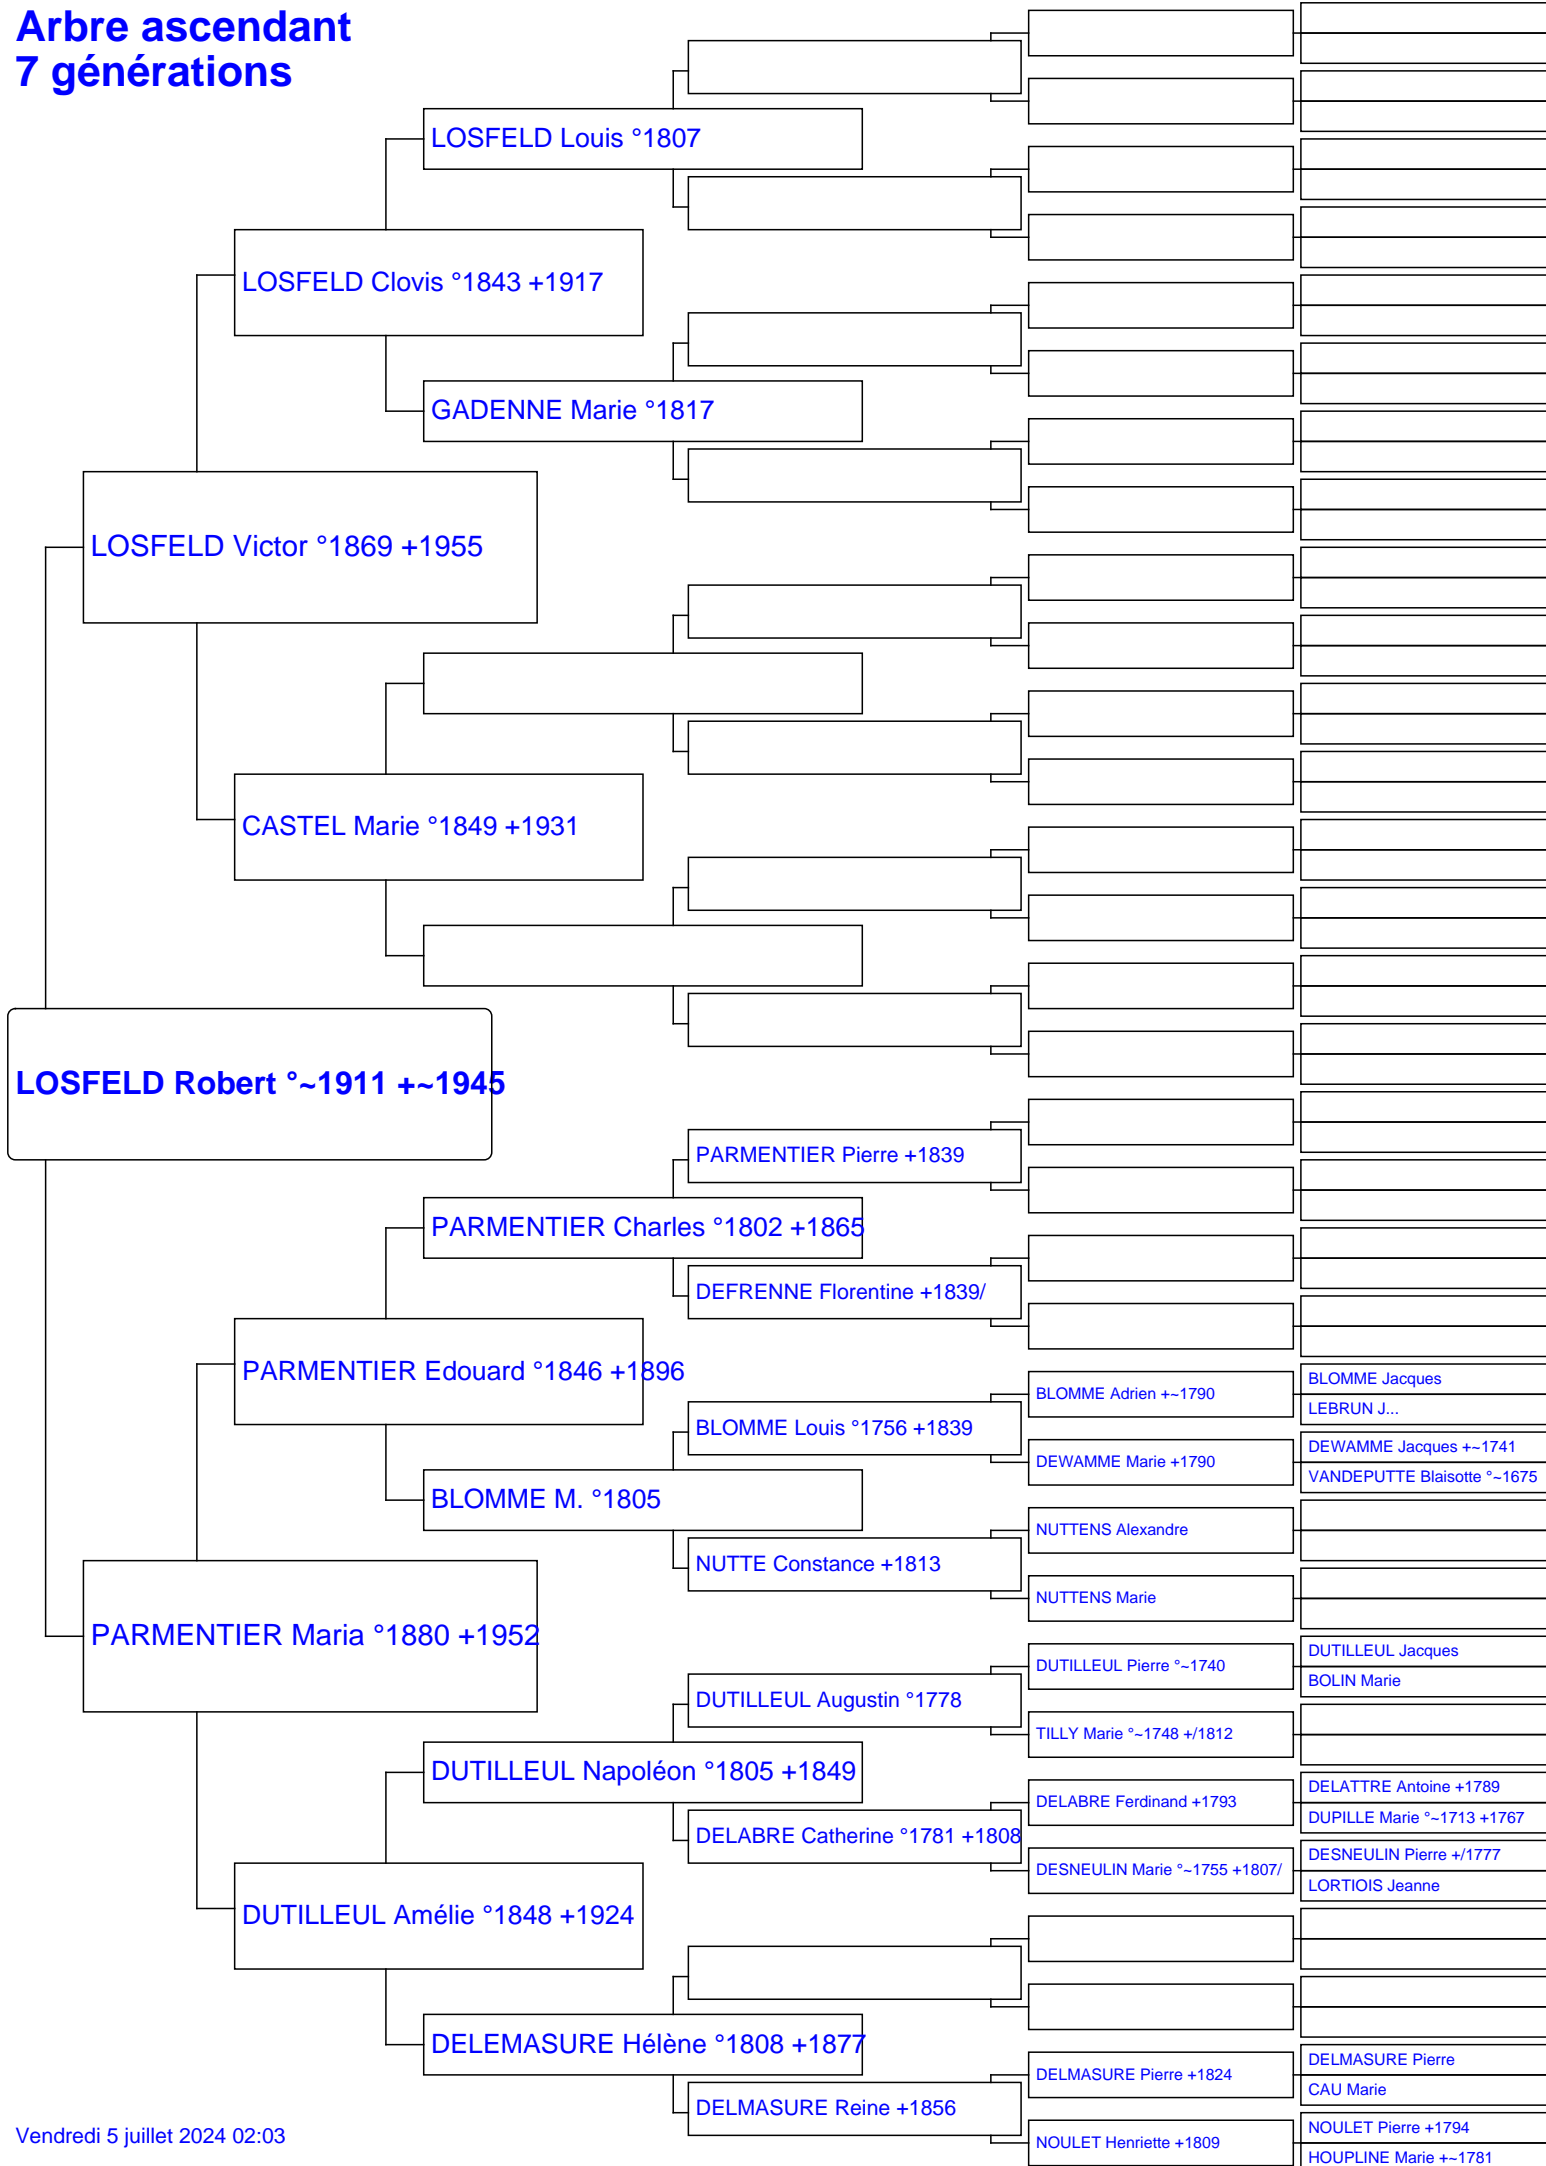 Arbre ascendant
7 générations
LOSFELD Louis °1807
LOSFELD Clovis °1843 +1917
GADENNE Marie °1817
LOSFELD Victor °1869 +1955
CASTEL Marie °1849 +1931
LOSFELD Robert °~1911 +~1945
PARMENTIER Pierre +1839
PARMENTIER Charles °1802 +1865
DEFRENNE Florentine +1839/
PARMENTIER Edouard °1846 +1896
BLOMME Jacques
BLOMME Adrien +~1790
LEBRUN J...
BLOMME Louis °1756 +1839
DEWAMME Jacques +~1741
DEWAMME Marie +1790
VANDEPUTTE Blaisotte °~1675
BLOMME M. °1805
NUTTENS Alexandre
NUTTE Constance +1813
NUTTENS Marie
PARMENTIER Maria °1880 +1952
DUTILLEUL Jacques
DUTILLEUL Pierre °~1740
BOLIN Marie
DUTILLEUL Augustin °1778
TILLY Marie °~1748 +/1812
DUTILLEUL Napoléon °1805 +1849
DELATTRE Antoine +1789
DELABRE Ferdinand +1793
DUPILLE Marie °~1713 +1767
DELABRE Catherine °1781 +1808
DESNEULIN Pierre +/1777
DESNEULIN Marie °~1755 +1807/
LORTIOIS Jeanne
DUTILLEUL Amélie °1848 +1924
DELEMASURE Hélène °1808 +1877
DELMASURE Pierre
DELMASURE Pierre +1824
CAU Marie
DELMASURE Reine +1856
NOULET Pierre +1794
NOULET Henriette +1809
HOUPLINE Marie +~1781
Vendredi 5 juillet 2024 02:03